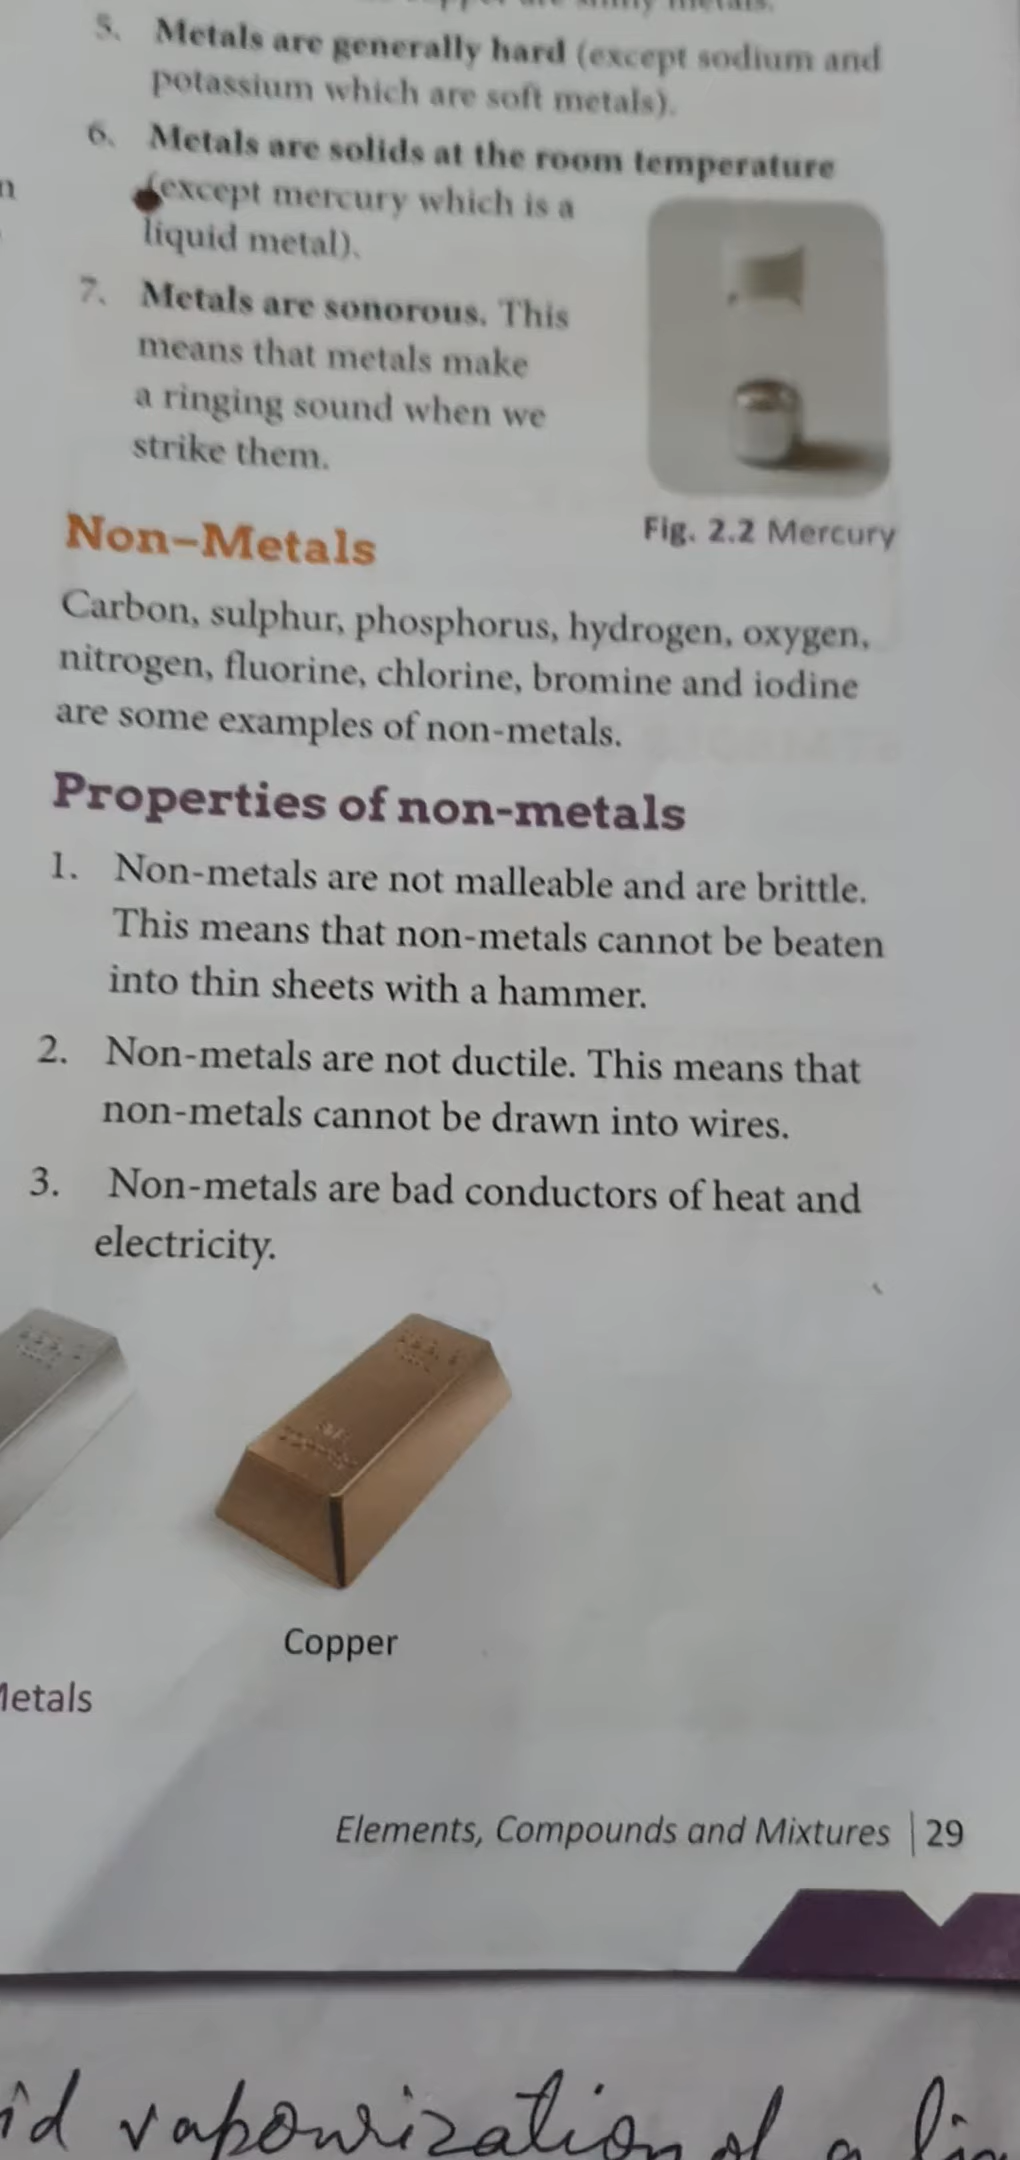 shiny metals.
5. Metals are generally hard (except sodium and
potassium which are soft metals).
6. Metals are solids at the room temperature
(except mercury which is a
liquid metal).
7. Metals are sonorous. This
means that metals make
a ringing sound when we
strike them.
Fig. 2.2 Mercury
Non-Metals
Carbon, sulphur, phosphorus, hydrogen, oxygen,
nitrogen, fluorine, chlorine, bromine and iodine
are some examples of non-metals.
Properties of non-metals
1. Non-metals are not malleable and are brittle.
This means that non-metals cannot be beaten
into thin sheets with a hammer.
2. Non-metals are not ductile. This means that
non-metals cannot be drawn into wires.
3. Non-metals are bad conductors of heat and
electricity.
Copper
Metals
Elements, Compounds and Mixtures | 29
vapourization of a